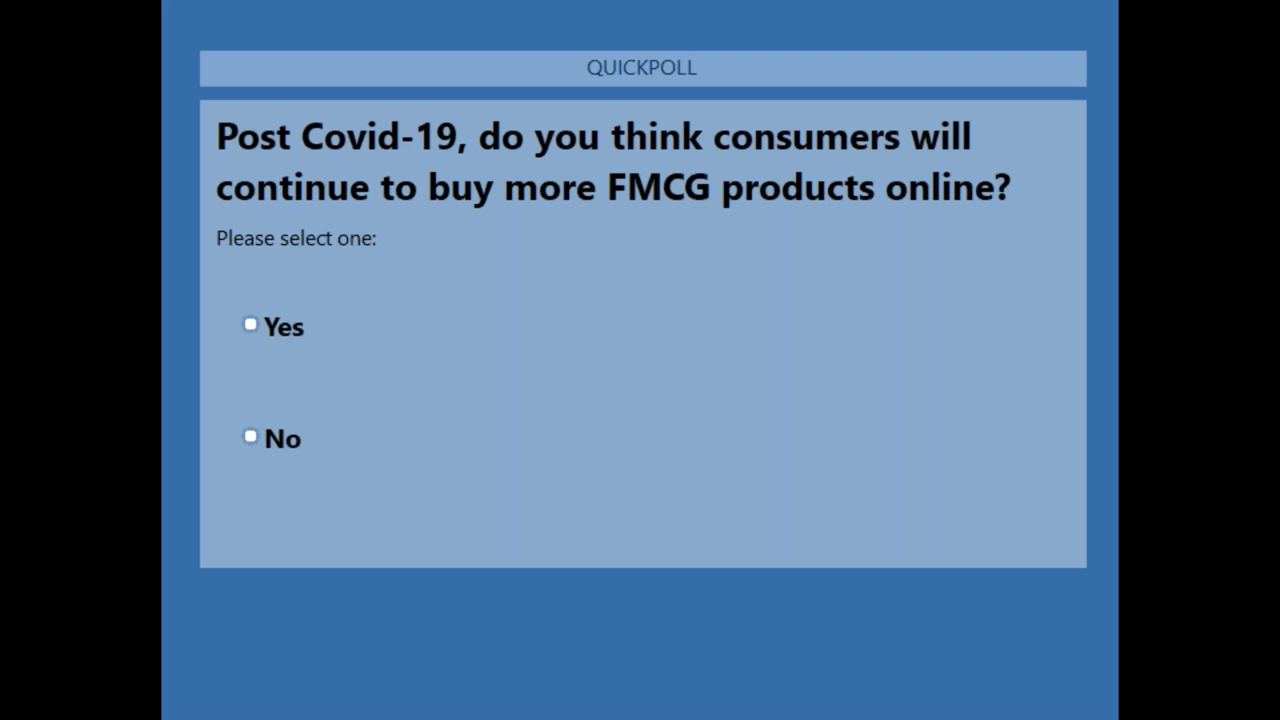 QUICKPOLL
Post Covid-19, do you think consumers will
continue to buy more FMCG products online?
Please select one:
Yes
No